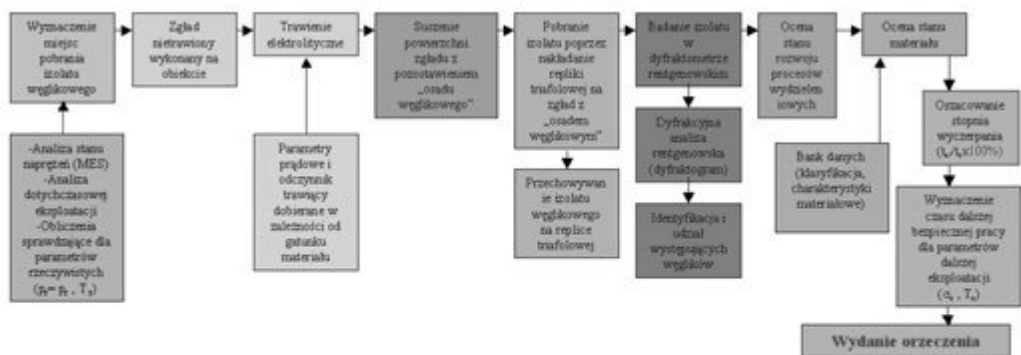 Wyznaczenie
miejsc
pobrania
izolatu
węglikowego
Zgład
nietrawiony
wykonany na
obiekcie
Trawienie
elektrolityczne
Suszenie
powierzchni
zgładu z
pozostawieniem
„osadu
węglikowego”
Pobranie
izolatu poprzez
nakładanie
repliki
triafolowej na
zgład z
„osadem
węglikowym”
Badanie izolatu
w
dyfraktometrze
rentgenowskim
Ocena
stanu
rozwoju
procesów
wydzielen
iowych
Ocena stanu
materiału
-Analiza stanu
naprężeń (MES)
-Analiza
dotychczasowej
eksploatacji
-Obliczenia
sprawdzające dla
parametrów
rzeczywistych
Parametry
prądowe i
odczynnik
trawiący
dobierane w
zależności od
gatunku
materiału
Przechowywan
ie izolatu
węglikowego
na replice
triafolowej
Dyfrakcyjna
analiza
rentgenowska
(dyfraktogram)
Identyfikacja i
udział
występujących
węglików
Bank danych
(klasyfikacja,
charakterystyki
materiałowe)
Oszacowanie
stopnia
wyczerpania
Wyznaczenie
czasu dalszej
bezpiecznej pracy
dla parametrów
dalszej
eksploatacji
Wydanie orzeczenia